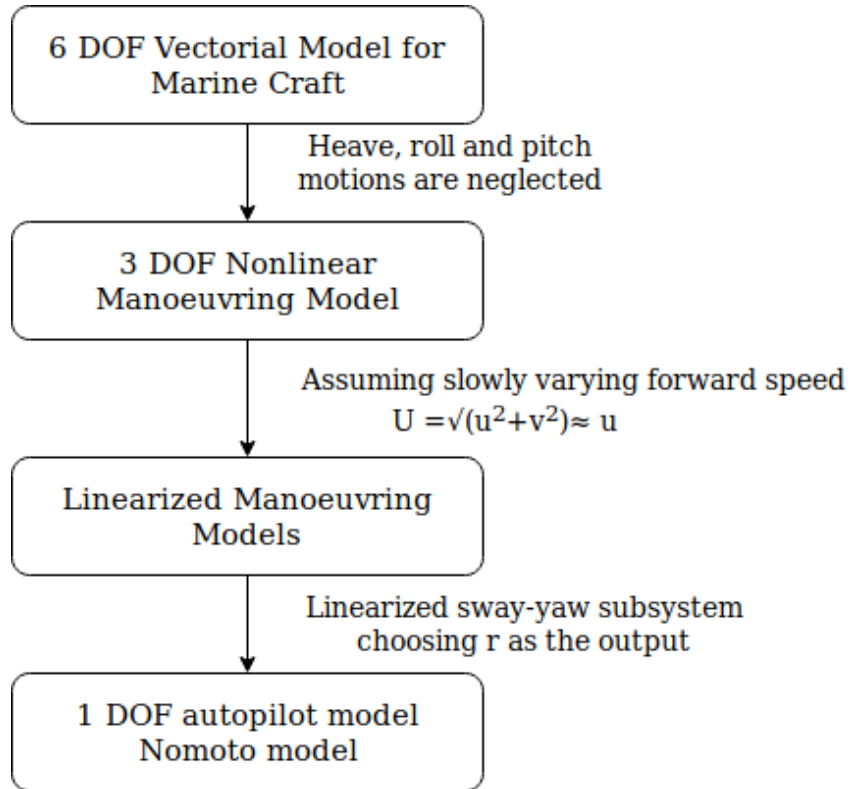 6 DOF Vectorial Model for
Marine Craft
Heave, roll and pitch
motions are neglected
3 DOF Nonlinear
Manoeuvring Model
Assuming slowly varying forward speed
U =√(u²+v²)≈ u
Linearized Manoeuvring
Models
Linearized sway-yaw subsystem
choosing r as the output
1 DOF autopilot model
Nomoto model